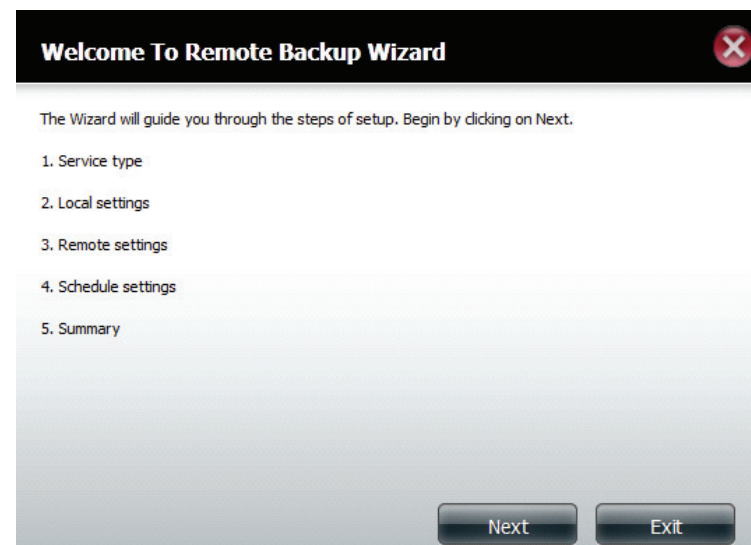 Welcome To Remote Backup Wizard
The Wizard will guide you through the steps of setup. Begin by clicking on Next.
1. Service type
2. Local settings
3. Remote settings
4. Schedule settings
5. Summary
Next
Exit